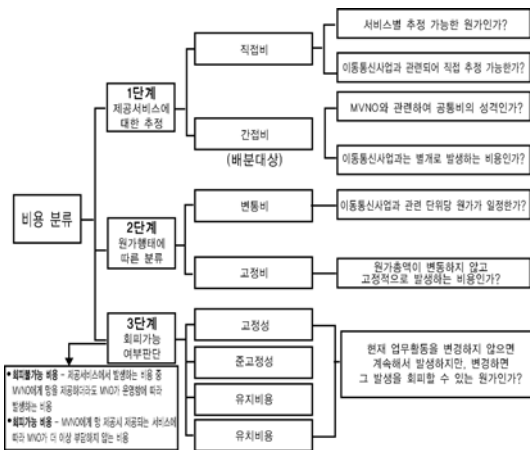 비용 분류
1단계
제공서비스에
대한 추정
직접비
서비스별 추정 가능한 원가인가?
이동통신사업과 관련되어 직접 추정 가능한가?
간접비
(배분대상)
MVNO와 관련하여 공통비의 성격인가?
이동통신사업과는 별개로 발생하는 비용인가?
2단계
원가행태에
따른 분류
변통비
이동통신사업과 관련 단위당 원가가 일정한가?
고정비
원가총액이 변동하지 않고
고정적으로 발생하는 비용인가?
3단계
회피가능
여부판단
고정성
준고정성
유치비용
유치비용
현재 업무활동을 변경하지 않으면
계속해서 발생하지만, 변경하면
그 발생을 회피할 수 있는 원가인가?
• 회피불가능 비용 - 제공서비스에서 발생하는 비용 중
MVNO에게 망을 제공하더라도 MNO가 운영함에 따라
발생하는 비용
• 회피가능 비용 - MVNO에게 망 제공시 제공되는 서비스에
따라 MNO가 더 이상 부담하지 않는 비용